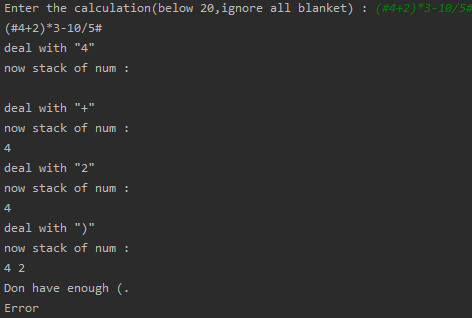 Enter the calculation(below 20,ignore all blanket) : (#4+2)*3-10/5#
(#4+2)*3-10/5#
deal with "4"
now stack of num :
deal with "+"
now stack of num :
4
deal with "2"
now stack of num :
4
deal with ")"
now stack of num :
4 2
Don have enough (.
Error